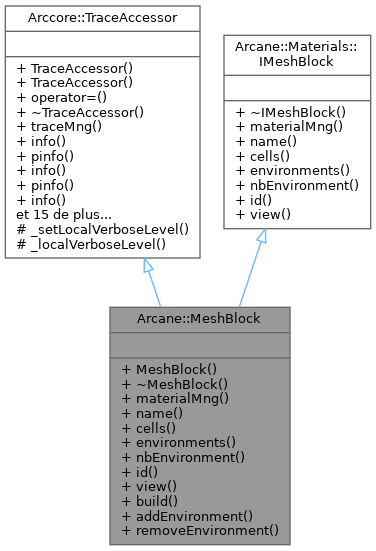 Arccore::TraceAccessor
+ TraceAccessor()
+ TraceAccessor()
+ operator=()
+ ~TraceAccessor()
+ traceMng()
+ info()
+ pinfo()
+ info()
+ pinfo()
+ info()
et 15 de plus...
# _setLocalVerboseLevel()
# _localVerboseLevel()
Arcane::Materials::
IMeshBlock
+ ~IMeshBlock()
+ materialMng()
+ name()
+ cells()
+ environments()
+ nbEnvironment()
+ id()
+ view()
Arcane::MeshBlock
+ MeshBlock()
+ ~MeshBlock()
+ materialMng()
+ name()
+ cells()
+ environments()
+ nbEnvironment()
+ id()
+ view()
+ build()
+ addEnvironment()
+ removeEnvironment()